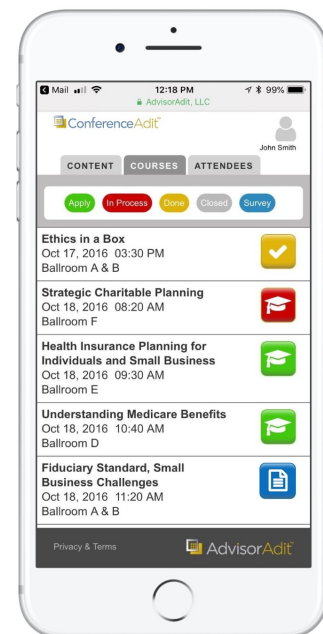 Mail 12:18 PM 99%
AdvisorAdit, LLC
ConferenceAdit™
John Smith
CONTENT COURSES ATTENDEES
Apply In Process Done Closed Survey
Ethics in a Box
Oct 17, 2016 03:30 PM
Ballroom A & B
Strategic Charitable Planning
Oct 18, 2016 08:20 AM
Ballroom F
Health Insurance Planning for
Individuals and Small Business
Oct 18, 2016 09:30 AM
Ballroom E
Understanding Medicare Benefits
Oct 18, 2016 10:40 AM
Ballroom D
Fiduciary Standard, Small
Business Challenges
Oct 18, 2016 11:20 AM
Ballroom A & B
Privacy & Terms AdvisorAdit™